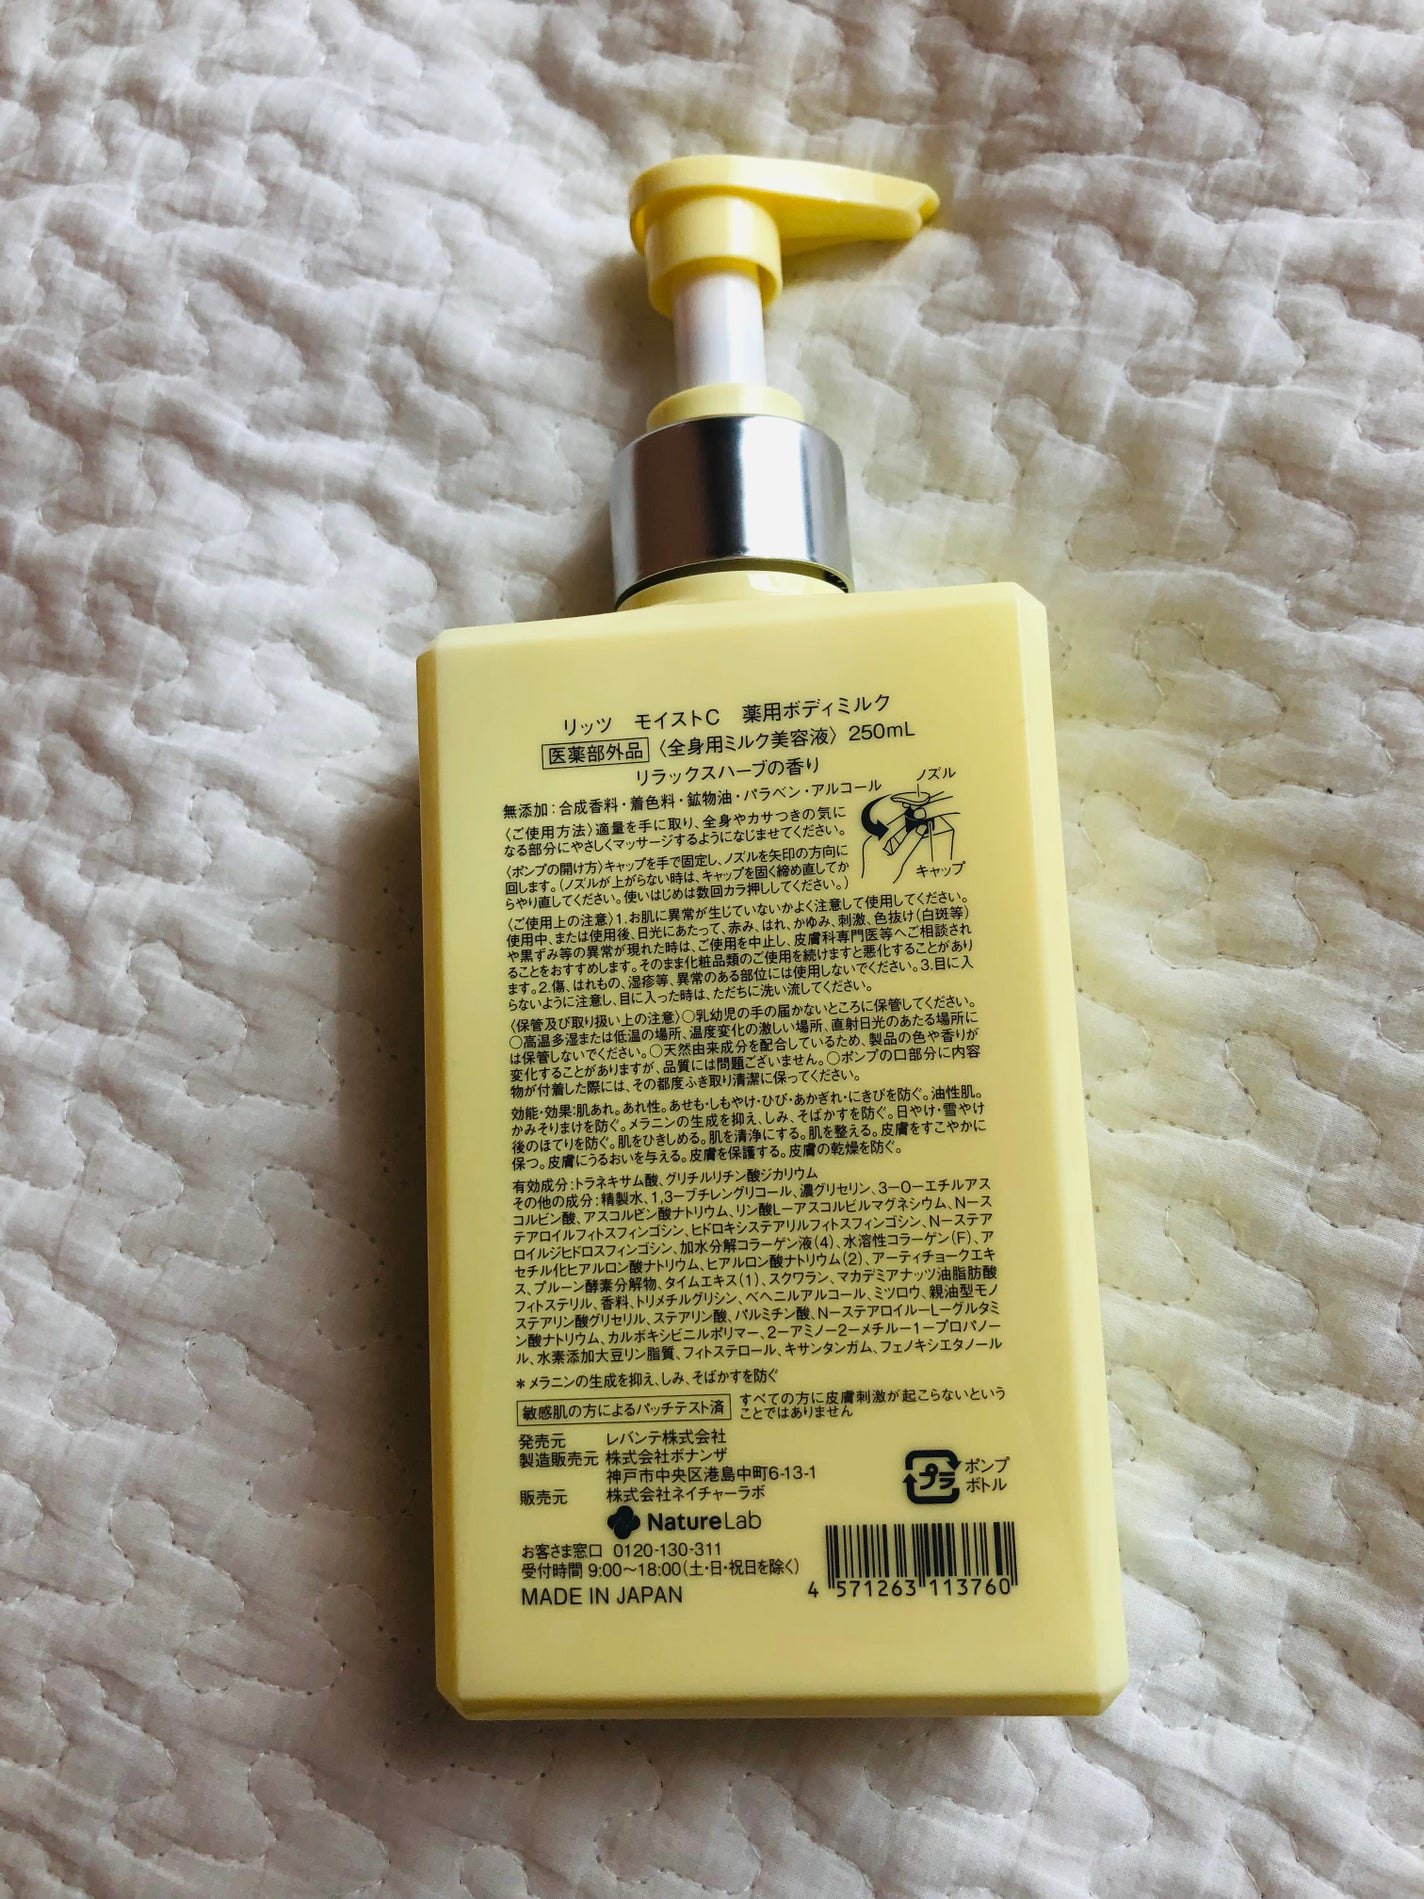 リッツ　モイストC　薬用ボディミルク
医薬部外品〈全身用ミルク美容液〉250mL
リラックスハーブの香り
無添加：合成香料・着色料・鉱物油・パラベン・アルコール
〈ご使用方法〉適量を手に取り、全身やカサつきの気に
なる部分にやさしくマッサージするようになじませてください。
〈ポンプの開け方〉キャップを手で固定し、ノズルを矢印の方向に
回します。（ノズルが上がらない時は、キャップを固く締め直してか
らやり直してください。使いはじめは数回カラ押ししてください。）
ノズル
キャップ
〈ご使用上の注意〉1.お肌に異常が生じていないかよく注意して使用してください。
使用中、または使用後、日光にあたって、赤み、はれ、かゆみ、刺激、色抜け（白斑等）
や黒ずみ等の異常が現れた時は、ご使用を中止し、皮膚科専門医等へご相談され
ることをおすすめします。そのまま化粧品類のご使用を続けますと悪化することがあり
ます。2.傷、はれもの、湿疹等、異常のある部位には使用しないでください。3.目に入
らないように注意し、目に入った時は、ただちに洗い流してください。
〈保管及び取り扱い上の注意〉○乳幼児の手の届かないところに保管してください。
○高温多湿または低温の場所、温度変化の激しい場所、直射日光のあたる場所に
は保管しないでください。○天然由来成分を配合しているため、製品の色や香りが
変化することがありますが、品質には問題ございません。○ポンプの口部分に内容
物が付着した際には、その都度ふき取り清潔に保ってください。
効能・効果：肌あれ。あれ性。あせも・しもやけ・ひび・あかぎれ・にきびを防ぐ。油性肌。
かみそりまけを防ぐ。メラニンの生成を抑え、しみ、そばかすを防ぐ。日やけ・雪やけ
後のほてりを防ぐ。肌をひきしめる。肌を清浄にする。肌を整える。皮膚をすこやかに
保つ。皮膚にうるおいを与える。皮膚を保護する。皮膚の乾燥を防ぐ。
有効成分：トラネキサム酸、グリチルリチン酸ジカリウム
その他の成分：精製水、1,3－ブチレングリコール、濃グリセリン、3－O－エチルアス
コルビン酸、アスコルビン酸ナトリウム、リン酸L－アスコルビルマグネシウム、N－ス
テアロイルフィトスフィンゴシン、ヒドロキシステアリルフィトスフィンゴシン、N－ステア
ロイルジヒドロスフィンゴシン、加水分解コラーゲン液（4）、水溶性コラーゲン（F）、ア
セチル化ヒアルロン酸ナトリウム、ヒアルロン酸ナトリウム（2）、アーティチョークエキ
ス、プルーン酵素分解物、タイムエキス（1）、スクワラン、マカデミアナッツ油脂肪酸
フィトステリル、香料、トリメチルグリシン、ベヘニルアルコール、ミツロウ、親油型モノ
ステアリン酸グリセリル、ステアリン酸、パルミチン酸、N－ステアロイル－L－グルタミ
ン酸ナトリウム、カルボキシビニルポリマー、2－アミノ－2－メチル－1－プロパノー
ル、水素添加大豆リン脂質、フィトステロール、キサンタンガム、フェノキシエタノール
＊メラニンの生成を抑え、しみ、そばかすを防ぐ
敏感肌の方によるパッチテスト済 すべての方に皮膚刺激が起こらないという
ことではありません
発売元　レバンテ株式会社
製造販売元 株式会社ボナンザ
神戸市中央区港島中町6-13-1
販売元　株式会社ネイチャーラボ
NatureLab
プラ ポンプ
ボトル
お客さま窓口 0120-130-311
受付時間 9:00〜18:00（土・日・祝日を除く）
MADE IN JAPAN
4 571263 113760